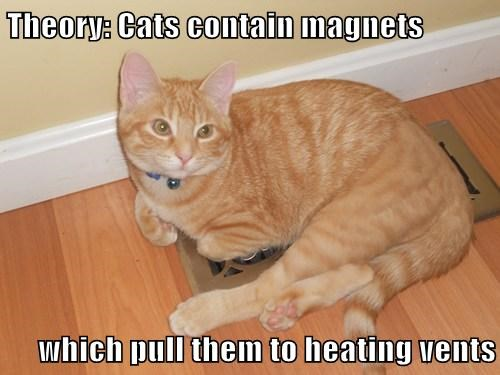 Theory: Cats contain magnets
which pull them to heating vents